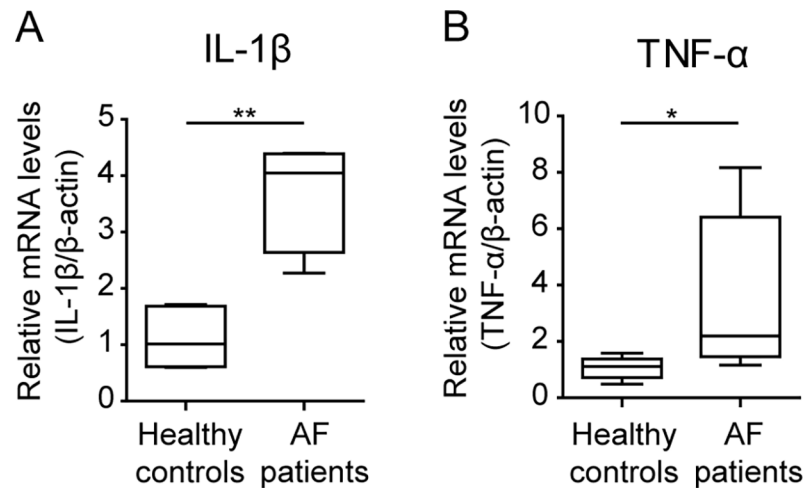 A
IL-1β
Relative mRNA levels
(IL-1β/β-actin)
5
4
3
2
1
0
**
Healthy
controls
AF
patients
B
TNF-α
Relative mRNA levels
(TNF-α/β-actin)
10
8
6
4
2
0
*
Healthy
controls
AF
patients